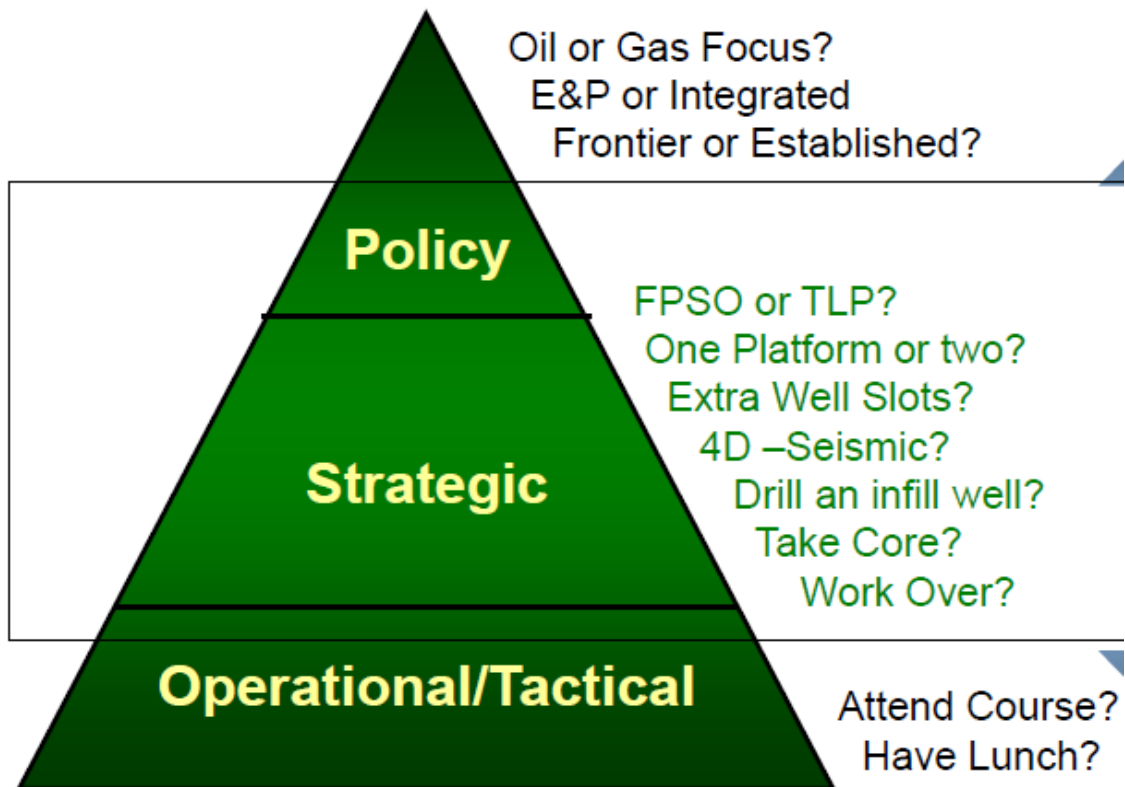 Oil or Gas Focus?
E&P or Integrated
Frontier or Established?
Policy
FPSO or TLP?
One Platform or two?
Extra Well Slots?
4D –Seismic?
Drill an infill well?
Take Core?
Work Over?
Strategic
Operational/Tactical
Attend Course?
Have Lunch?